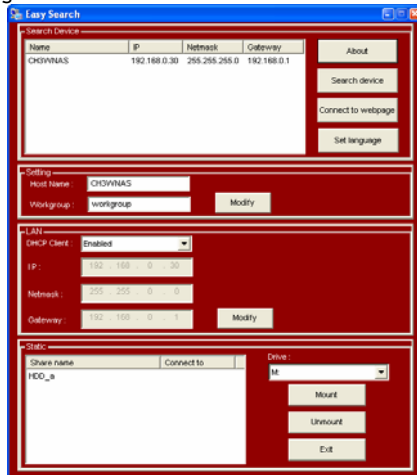 Easy Search
Search Device
Name IP Netmask Gateway
CH3WNAS 192.168.0.30 255.255.255.0 192.168.0.1
About
Search device
Connect to webpage
Set language
Setting
Host Name : CH3WNAS
Workgroup : workgroup
Modify
LAN
DHCP Client : Enabled
I P : 192 . 168 . 0 . 30
Netmask : 255 . 255 . 0 . 0
Gateway : 192 . 168 . 0 . 1
Modify
Static
Share name Connect to
HDD_a
Drive :
M:
Mount
Unmount
Exit